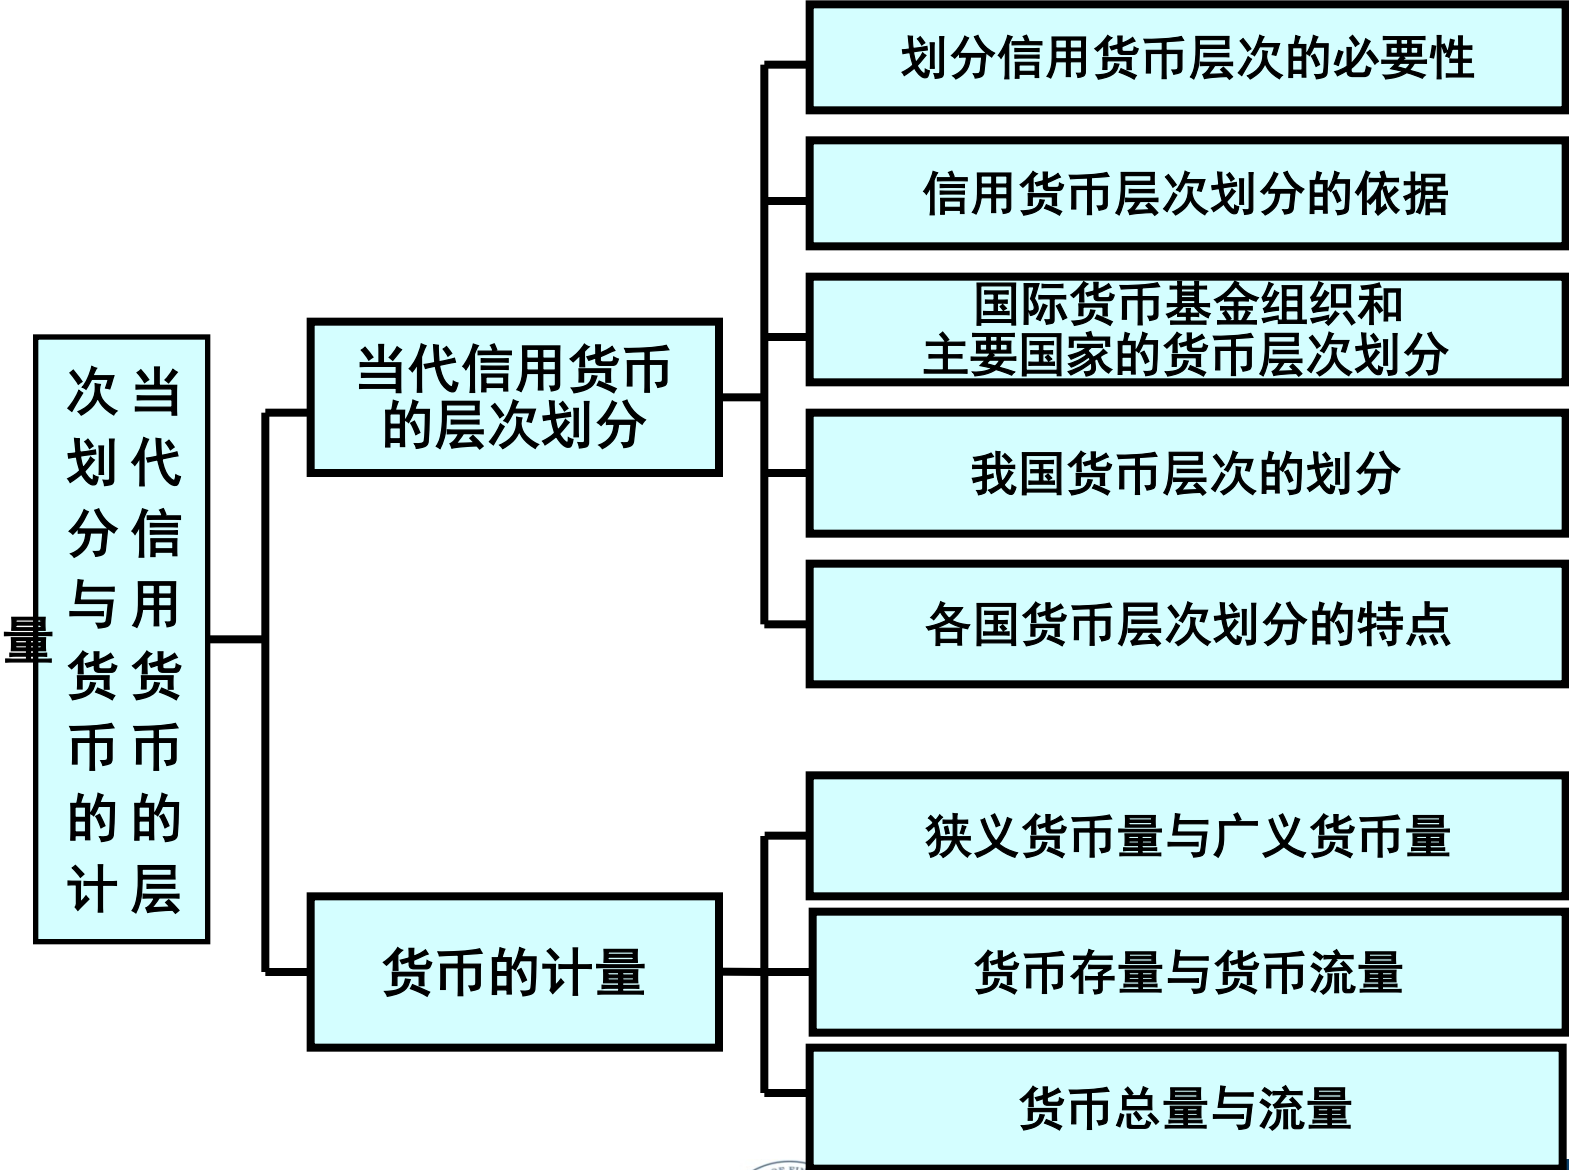 当代信用货币的层
次划分与货币的计
量
当代信用货币
的层次划分
划分信用货币层次的必要性
信用货币层次划分的依据
国际货币基金组织和
主要国家的货币层次划分
我国货币层次的划分
各国货币层次划分的特点
货币的计量
狭义货币量与广义货币量
货币存量与货币流量
货币总量与流量